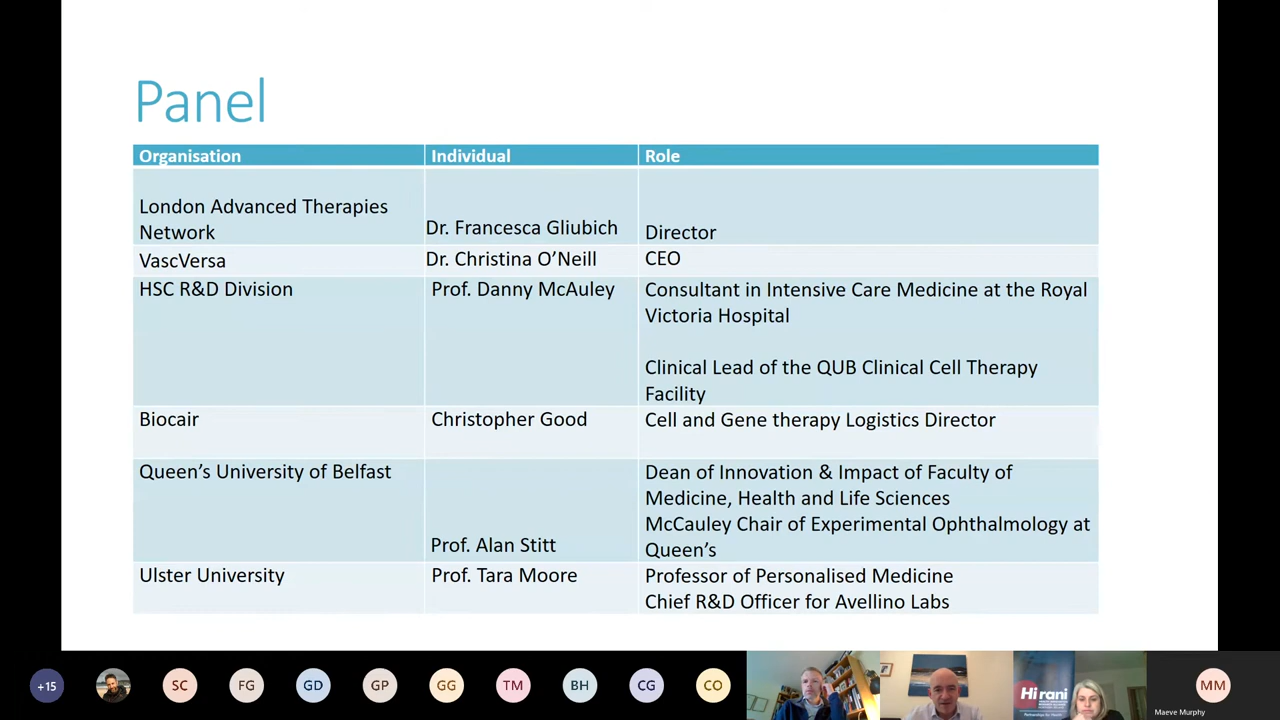 Panel
Organisation Individual Role
London Advanced Therapies
Network Dr. Francesca Gliubich Director
VascVersa Dr. Christina O’Neill CEO
HSC R&D Division Prof. Danny McAuley Consultant in Intensive Care Medicine at the Royal
Victoria Hospital
Clinical Lead of the QUB Clinical Cell Therapy
Facility
Biocair Christopher Good Cell and Gene therapy Logistics Director
Queen’s University of Belfast Dean of Innovation & Impact of Faculty of
Medicine, Health and Life Sciences
McCauley Chair of Experimental Ophthalmology at
Prof. Alan Stitt Queen’s
Ulster University Prof. Tara Moore Professor of Personalised Medicine
Chief R&D Officer for Avellino Labs
+15 SC FG GD GP GG TM BH CG CO Hirani MM
Maeve Murphy